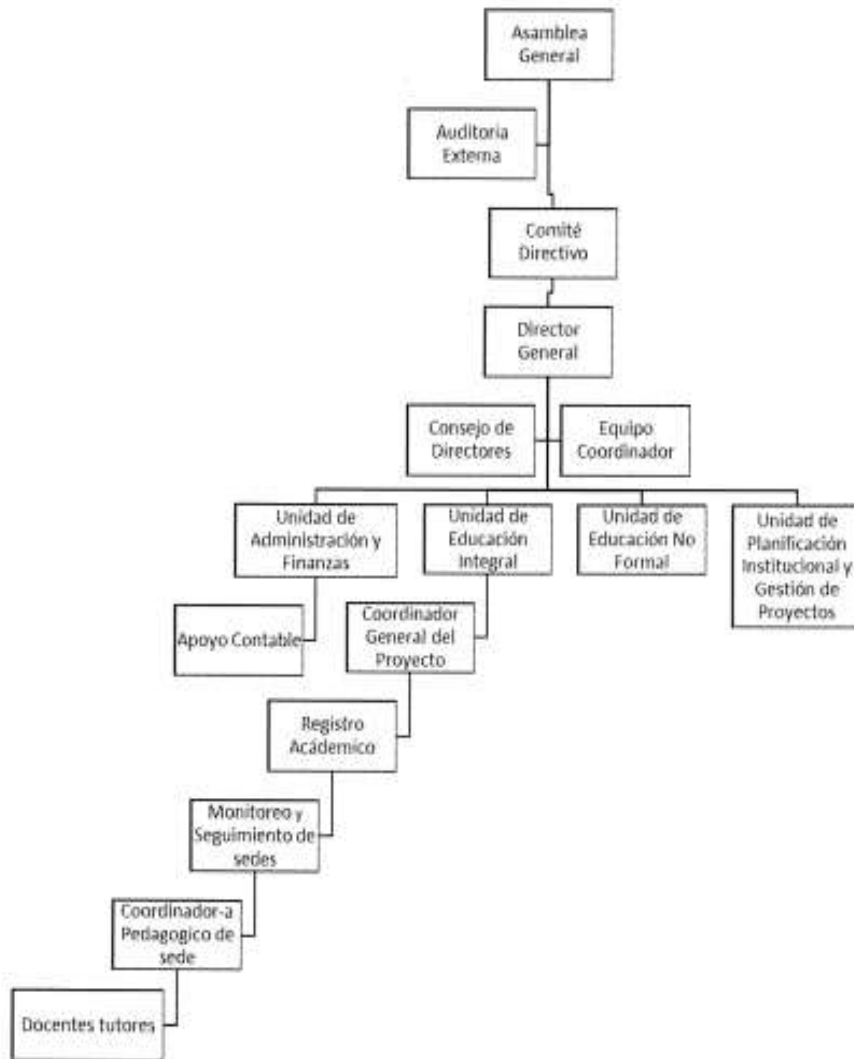 Asamblea
General
Auditoria
Externa
Comité
Directivo
Director
General
Consejo de
Directores
Equipo
Coordinador
Unidad de
Administración y
Finanzas
Unidad de
Educación
Integral
Unidad de
Educación No
Formal
Unidad de
Planificación
Institucional y
Gestión de
Proyectos
Apoyo Contable
Coordinador
General del
Proyecto
Registro
Acádemico
Monitoreo y
Seguimiento de
sedes
Coordinador-a
Pedagogico de
sede
Docentes tutores